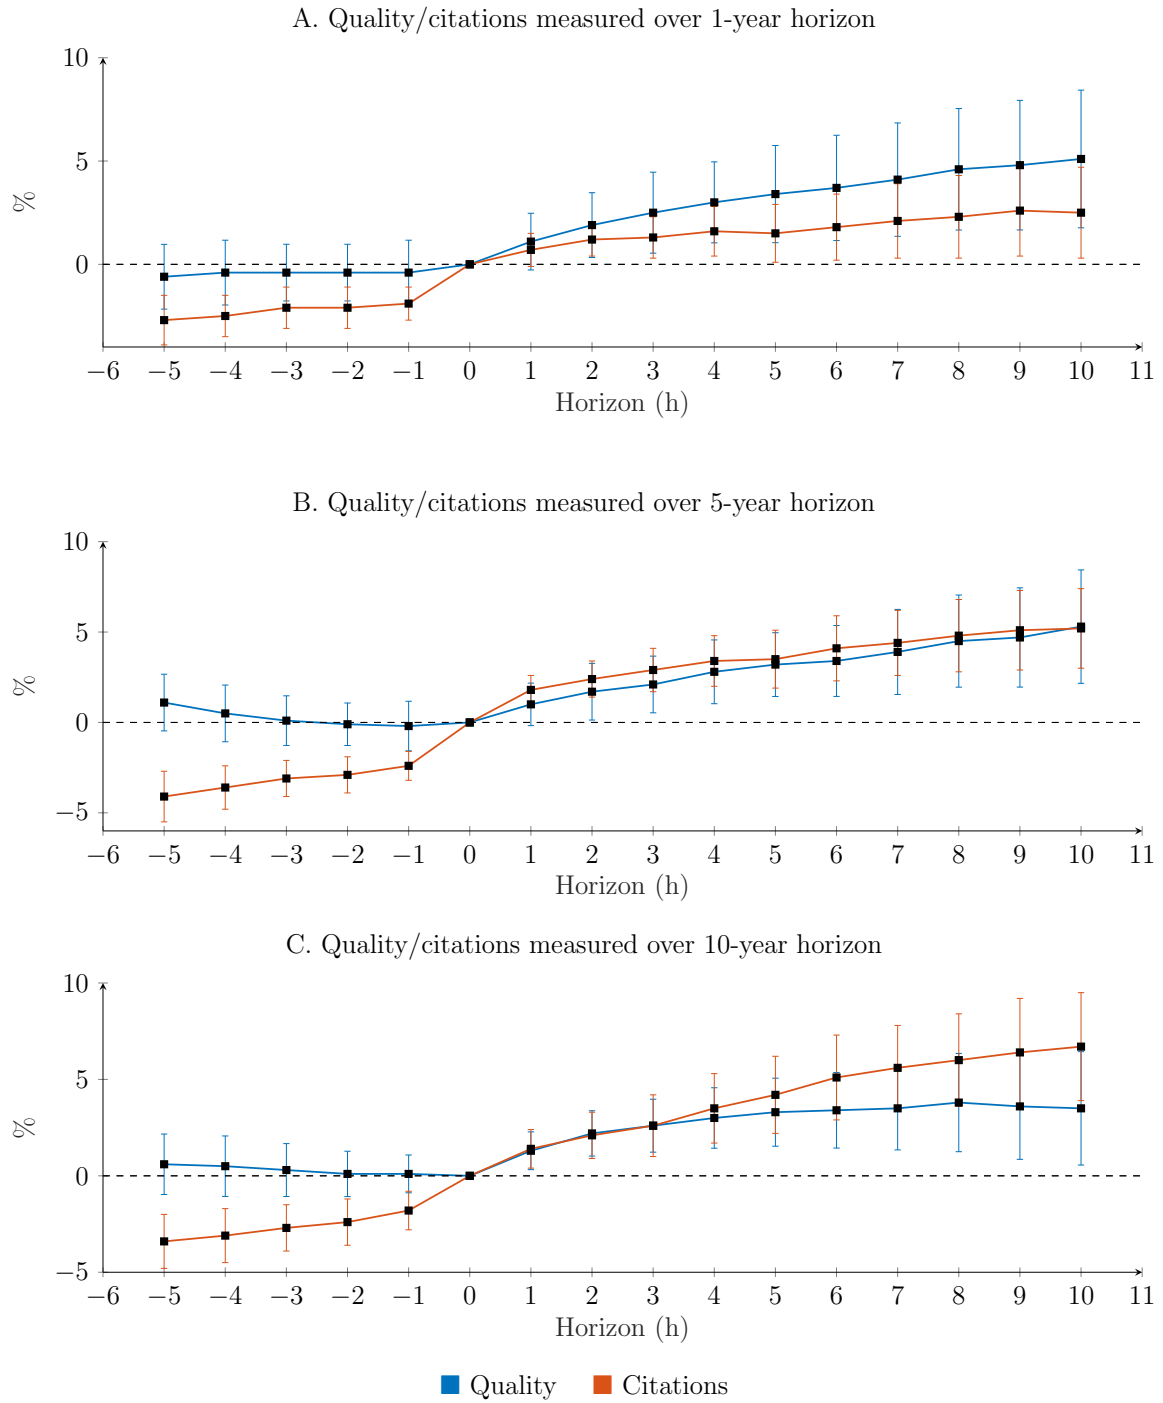 A. Quality/citations measured over 1-year horizon
10
5
0
%
−6 −5 −4 −3 −2 −1 0 1 2 3 4 5 6 7 8 9 10 11
Horizon (h)
B. Quality/citations measured over 5-year horizon
10
5
0
−5
%
−6 −5 −4 −3 −2 −1 0 1 2 3 4 5 6 7 8 9 10 11
Horizon (h)
C. Quality/citations measured over 10-year horizon
10
5
0
−5
%
−6 −5 −4 −3 −2 −1 0 1 2 3 4 5 6 7 8 9 10 11
Horizon (h)
Quality Citations